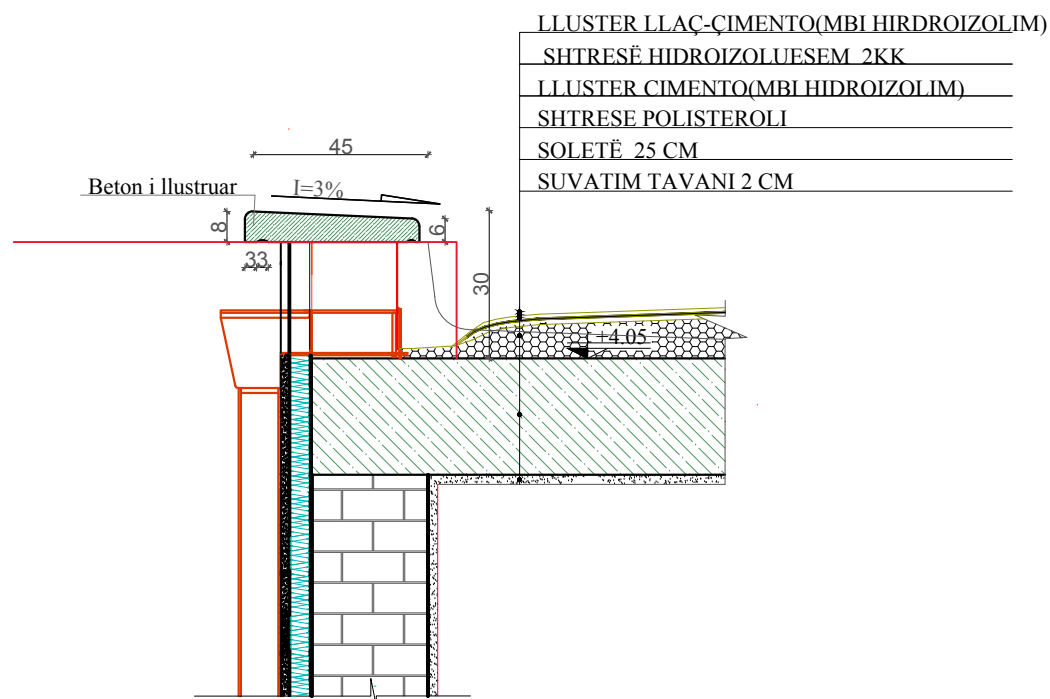 LLUSTER LLAÇ-ÇIMENTO(MBI HIRDROIZOLIM)
SHTRESË HIDROIZOLUESEM 2KK
LLUSTER CIMENTO(MBI HIDROIZOLIM)
SHTRESE POLISTEROLI
SOLETË 25 CM
SUVATIM TAVANI 2 CM
45
Beton i llustruar
I=3%
8
6
33
30
+4.05